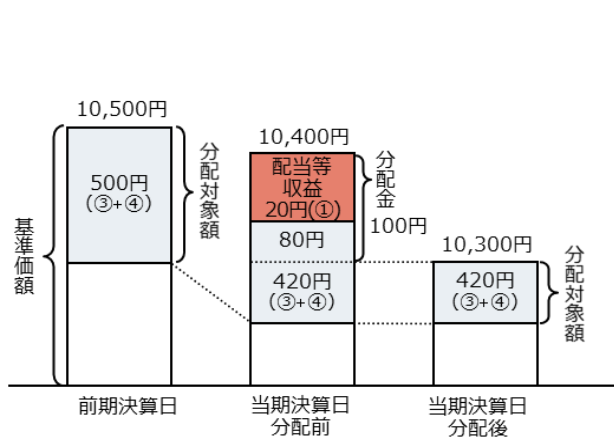 10,500円
500円
(③+④)
分配対象額
基準価額
前期決算日
10,400円
配当等
収益
20円(①)
80円
420円
(③+④)
分配金
100円
当期決算日
分配前
10,300円
420円
(③+④)
分配対象額
当期決算日
分配後